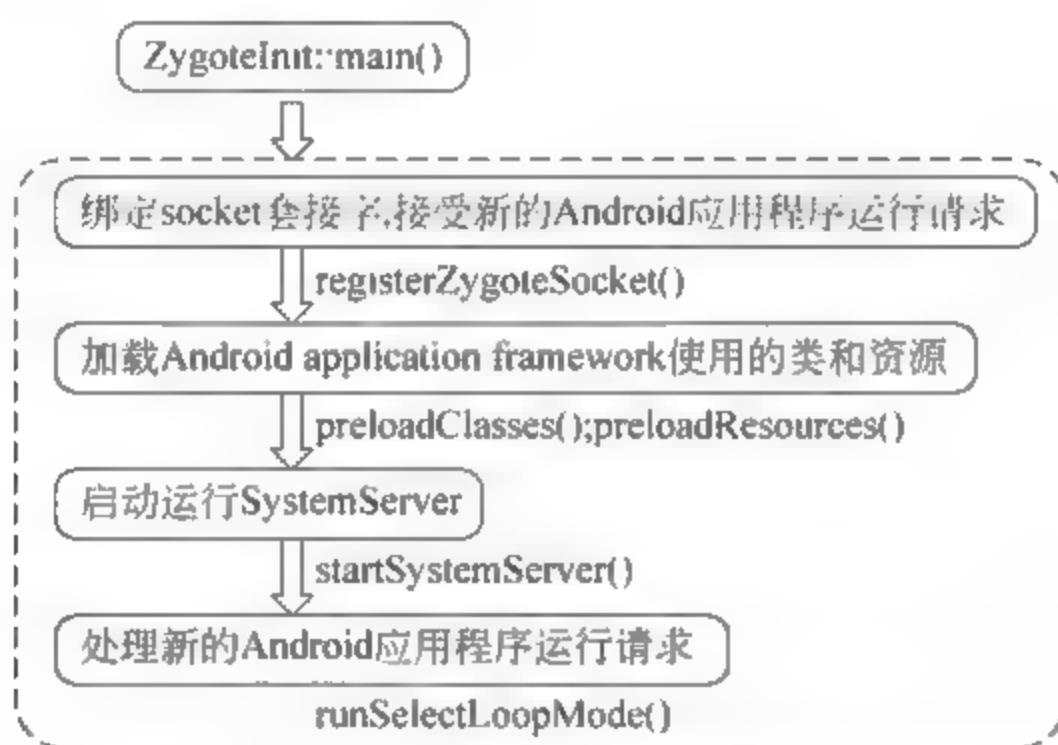 ZygoteInit::main()
绑定socket套接字,接受新的Android应用程序运行请求
registerZygoteSocket()
加载Android application framework使用的类和资源
preloadClasses();preloadResources()
启动运行SystemServer
startSystemServer()
处理新的Android应用程序运行请求
runSelectLoopMode()